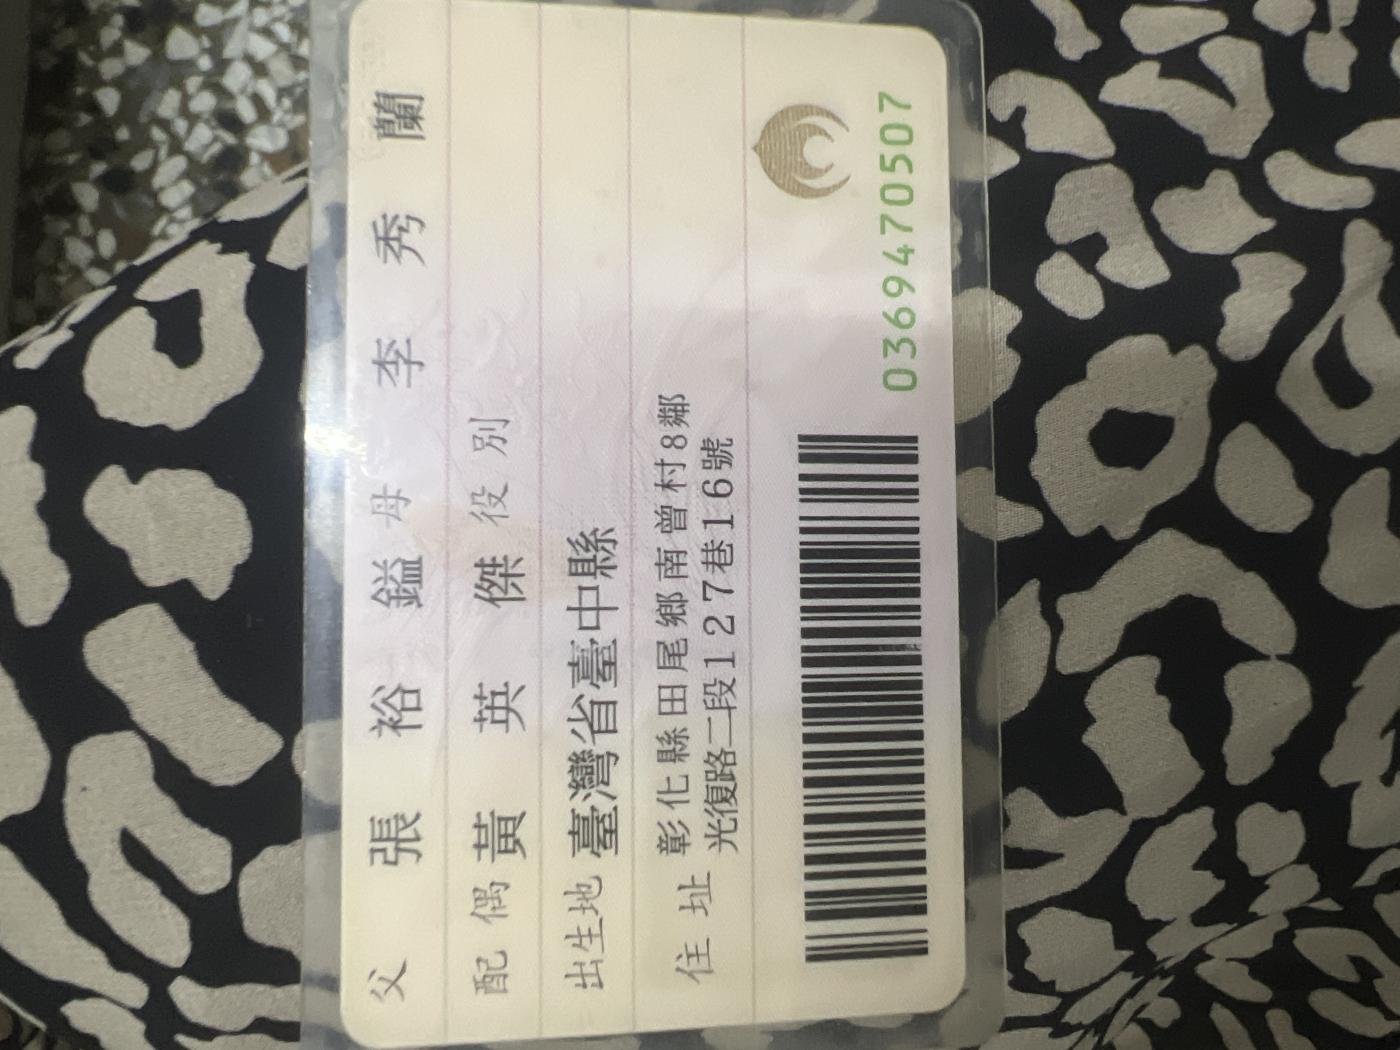 父 張裕鎰 母 李秀蘭
配偶 黃英傑 役別
出生地 臺灣省臺中縣
住址 彰化縣田尾鄉南曾村8鄰
光復路二段127巷16號
0369470507